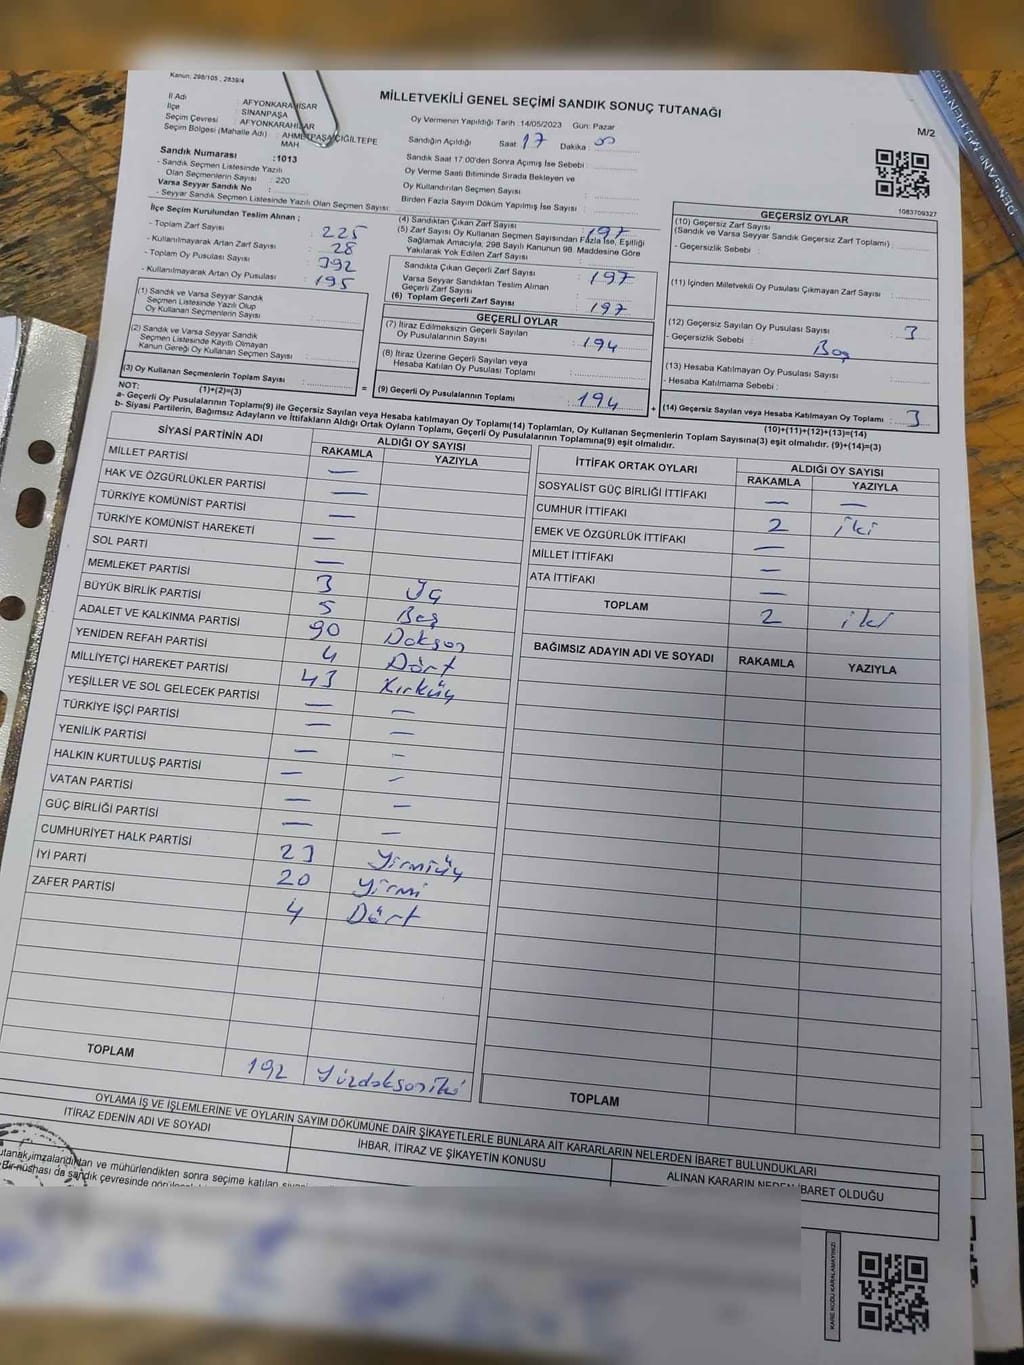 Kanun; 298/105 , 2839/4
MİLLETVEKİLİ GENEL SEÇİMİ SANDIK SONUÇ TUTANAĞI
M/2
İl Adı : AFYONKARAHİSAR
İlçe : SİNANPAŞA
Seçim Çevresi : AFYONKARAHİSAR
Seçim Bölgesi (Mahalle Adı) : AHMETPAŞA/ÇIĞILTEPE MAH
Sandık Numarası :1013
- Sandık Seçmen Listesinde Yazılı
Olan Seçmenlerin Sayısı : 220
Varsa Seyyar Sandık No :
- Seyyar Sandık Seçmen Listesinde Yazılı Olan Seçmen Sayısı:
Oy Vermenin Yapıldığı Tarih :14/05/2023 Gün: Pazar
Sandığın Açıldığı Saat 17 Dakika 00
Sandık Saat 17.00'den Sonra Açımış İse Sebebi :
Oy Verme Saati Bitiminde Sırada Bekleyen ve
Oy Kullandırılan Seçmen Sayısı :
Birden Fazla Sayım Döküm Yapılmış İse Sayısı :
1083709327
İlçe Seçim Kurulundan Teslim Alınan ;
- Toplam Zarf Sayısı : 225
- Kullanılmayarak Artan Zarf Sayısı : 28
- Toplam Oy Pusulası Sayısı : 392
- Kullanılmayarak Artan Oy Pusulası : 195
(1) Sandık ve Varsa Seyyar Sandık
Seçmen Listesinde Yazılı Olup
Oy Kullanan Seçmenlerin Sayısı :
(2) Sandık ve Varsa Seyyar Sandık
Seçmen Listesinde Kayıtlı Olmayan
Kanun Gereği Oy Kullanan Seçmen Sayısı :
(3) Oy Kullanan Seçmenlerin Toplam Sayısı :
(1)+(2)=(3)
(4) Sandıktan Çıkan Zarf Sayısı : 197
(5) Zarf Sayısı Oy Kullanan Seçmen Sayısından Fazla İse, Eşitliği
Sağlamak Amacıyla, 298 Sayılı Kanunun 98. Maddesine Göre
Yakılarak Yok Edilen Zarf Sayısı :
Sandıkta Çıkan Geçerli Zarf Sayısı : 197
Varsa Seyyar Sandıktan Teslim Alınan
Geçerli Zarf Sayısı :
(6) Toplam Geçerli Zarf Sayısı : 197
GEÇERLİ OYLAR
(7) İtiraz Edilmeksizin Geçerli Sayılan
Oy Pusulalarının Sayısı : 194
(8) İtiraz Üzerine Geçerli Sayılan veya
Hesaba Katılan Oy Pusulası Toplamı :
=
(9) Geçerli Oy Pusulalarının Toplamı : 194
+
GEÇERSİZ OYLAR
(10) Geçersiz Zarf Sayısı
(Sandık ve Varsa Seyyar Sandık Geçersiz Zarf Toplamı) :
- Geçersizlik Sebebi :
(11) İçinden Milletvekili Oy Pusulası Çıkmayan Zarf Sayısı :
(12) Geçersiz Sayılan Oy Pusulası Sayısı : 3
- Geçersizlik Sebebi : Boş
(13) Hesaba Katılmayan Oy Pusulası Sayısı :
- Hesaba Katılmama Sebebi :
(14) Geçersiz Sayılan veya Hesaba Katılmayan Oy Toplamı : 3
(10)+(11)+(12)+(13)=(14)
NOT:
a- Geçerli Oy Pusulalarının Toplamı(9) ile Geçersiz Sayılan veya Hesaba katılmayan Oy Toplamı(14) Toplamları, Oy Kullanan Seçmenlerin Toplam Sayısına(3) eşit olmalıdır. (9)+(14)=(3)
b- Siyasi Partilerin, Bağımsız Adayların ve İttifakların Aldığı Ortak Oyların Toplamı, Geçerli Oy Pusulalarının Toplamına(9) eşit olmalıdır.
SİYASİ PARTİNİN ADI ALDIĞI OY SAYISI
RAKAMLA YAZIYLA
MİLLET PARTİSİ —
HAK VE ÖZGÜRLÜKLER PARTİSİ —
TÜRKİYE KOMÜNİST PARTİSİ —
TÜRKİYE KOMÜNİST HAREKETİ —
SOL PARTİ —
MEMLEKET PARTİSİ 3 Üç
BÜYÜK BİRLİK PARTİSİ 5 Beş
ADALET VE KALKINMA PARTİSİ 90 Doksan
YENİDEN REFAH PARTİSİ 4 Dört
MİLLİYETÇİ HAREKET PARTİSİ 43 Kırküç
YEŞİLLER VE SOL GELECEK PARTİSİ — —
TÜRKİYE İŞÇİ PARTİSİ — —
YENİLİK PARTİSİ — —
HALKIN KURTULUŞ PARTİSİ — —
VATAN PARTİSİ — —
GÜÇ BİRLİĞİ PARTİSİ — —
CUMHURİYET HALK PARTİSİ 23 Yirmiüç
İYİ PARTİ 20 Yirmi
ZAFER PARTİSİ 4 Dört
TOPLAM 192 Yüzdoksaniki
İTTİFAK ORTAK OYLARI ALDIĞI OY SAYISI
RAKAMLA YAZIYLA
SOSYALİST GÜÇ BİRLİĞİ İTTİFAKI — —
CUMHUR İTTİFAKI 2 iki
EMEK VE ÖZGÜRLÜK İTTİFAKI —
MİLLET İTTİFAKI —
ATA İTTİFAKI —
TOPLAM 2 iki
BAĞIMSIZ ADAYIN ADI VE SOYADI RAKAMLA YAZIYLA
TOPLAM
OYLAMA İŞ VE İŞLEMLERİNE VE OYLARIN SAYIM DÖKÜMÜNE DAİR ŞİKAYETLERLE BUNLARA AİT KARARLARIN NELERDEN İBARET BULUNDUKLARI
İTİRAZ EDENİN ADI VE SOYADI İHBAR, İTİRAZ VE ŞİKAYETİN KONUSU ALINAN KARARIN NEDEN İBARET OLDUĞU
tutanak imzalandıktan ve mühürlendikten sonra seçime katılan
Bir nüshası da sandık çevresinde
KARE KODU KARALAMAYINIZ!